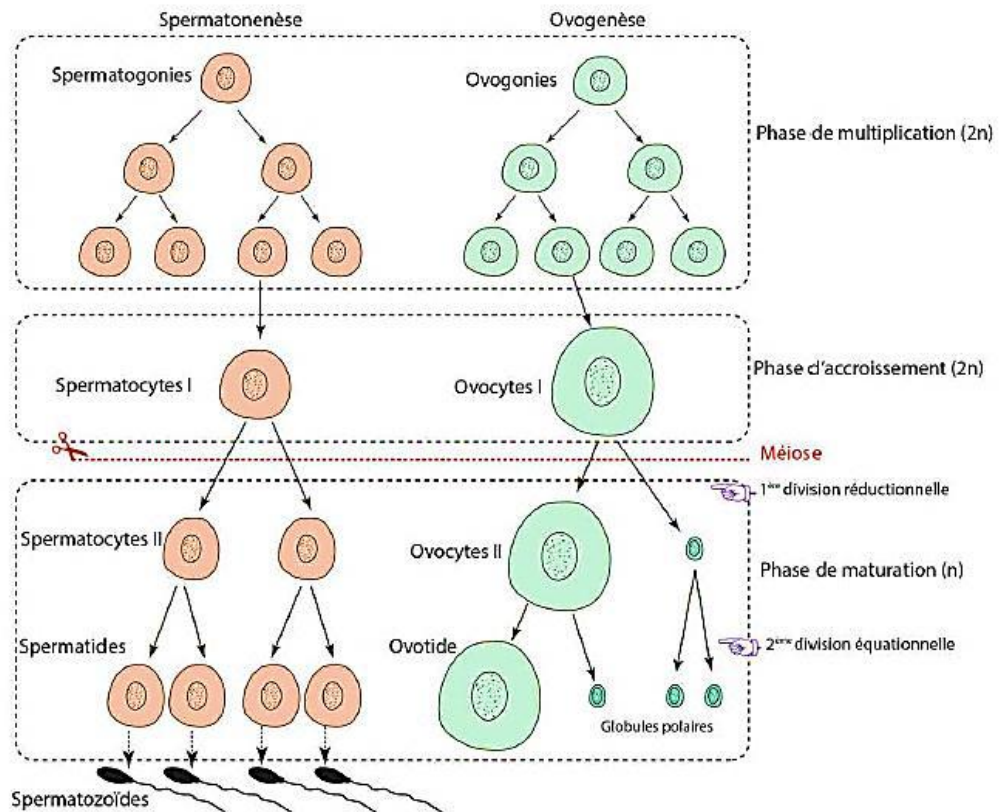 Spermatonenèse
Ovogenèse
Spermatogonies
Ovogonies
Phase de multiplication (2n)
Spermatocytes I
Ovocytes I
Phase d'accroissement (2n)
Méiose
1ère division réductionnelle
Spermatocytes II
Ovocytes II
Phase de maturation (n)
Spermatides
Ovotide
2ème division équationnelle
Globules polaires
Spermatozoïdes